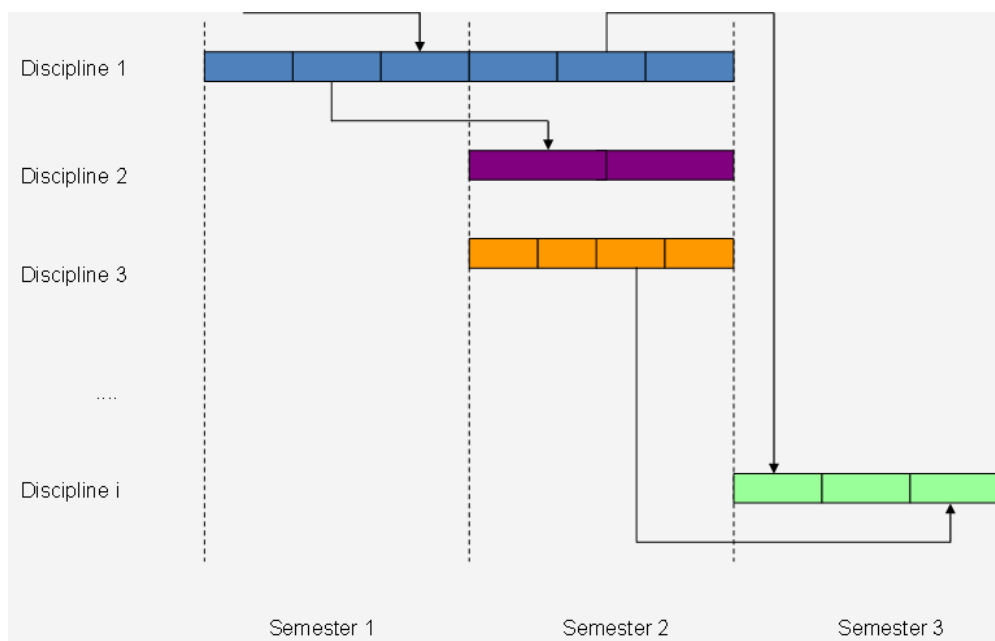 Discipline 1
Discipline 2
Discipline 3
....
Discipline i
Semester 1
Semester 2
Semester 3